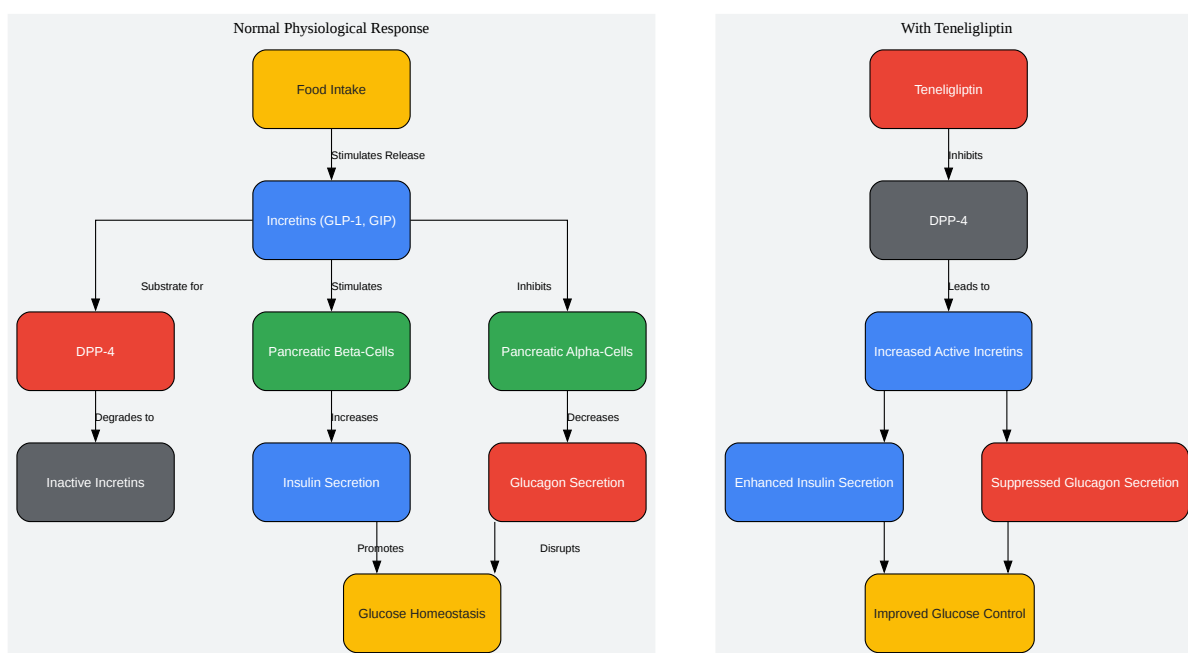 Normal Physiological Response
Food Intake
Stimulates Release
Incretins (GLP-1, GIP)
Substrate for
Stimulates
Inhibits
DPP-4
Pancreatic Beta-Cells
Pancreatic Alpha-Cells
Degrades to
Increases
Decreases
Inactive Incretins
Insulin Secretion
Glucagon Secretion
Promotes
Disrupts
Glucose Homeostasis
With Teneligliptin
Teneligliptin
Inhibits
DPP-4
Leads to
Increased Active Incretins
Enhanced Insulin Secretion
Suppressed Glucagon Secretion
Improved Glucose Control